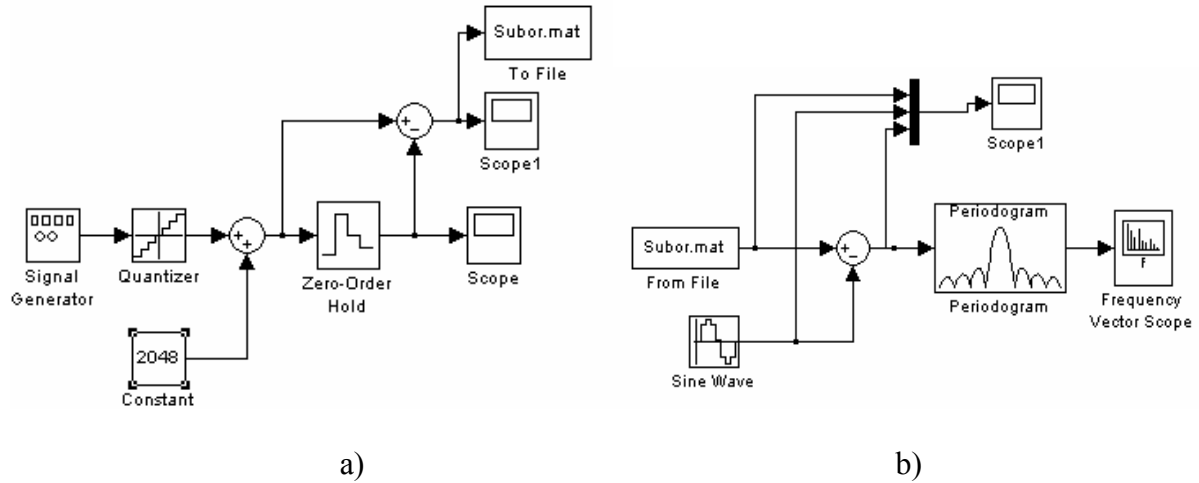 Subor.mat
To File
Scope1
Signal
Generator
Quantizer
Zero-Order
Hold
Scope
2048
Constant
a)
Scope1
Subor.mat
From File
Sine Wave
Periodogram
Periodogram
F
Frequency
Vector Scope
b)